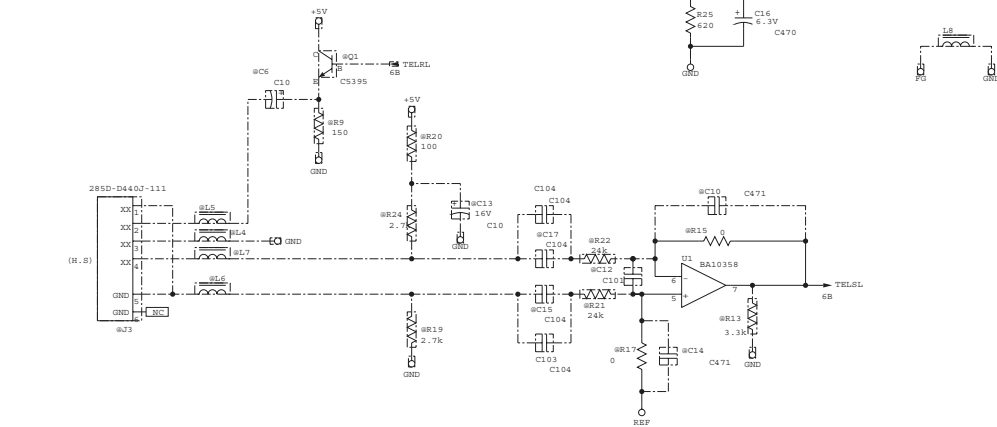 +5V
R25
620
+
C16
6.3V
C470
GND
L8
FG
GND
C
@Q1
B
E
C5395
TELRL
6B
@C6
C10
+
@R9
150
GND
+5V
@R20
100
285D-D440J-111
(H.S)
XX
1
XX
2
XX
3
XX
4
GND
5
GND
6
NC
@J3
@L5
@L4
GND
@L7
@L6
@R24
2.7k
+
@C13
16V
C10
GND
@R19
2.7k
GND
C104
C104
@C17
C104
@R22
24k
@C12
C101
@C15
C104
@R21
24k
C103
C104
@C10
C471
@R15
0
U1
BA10358
6
-
5
+
7
TELSL
6B
@R13
3.3k
GND
@R17
0
@C14
C471
REF